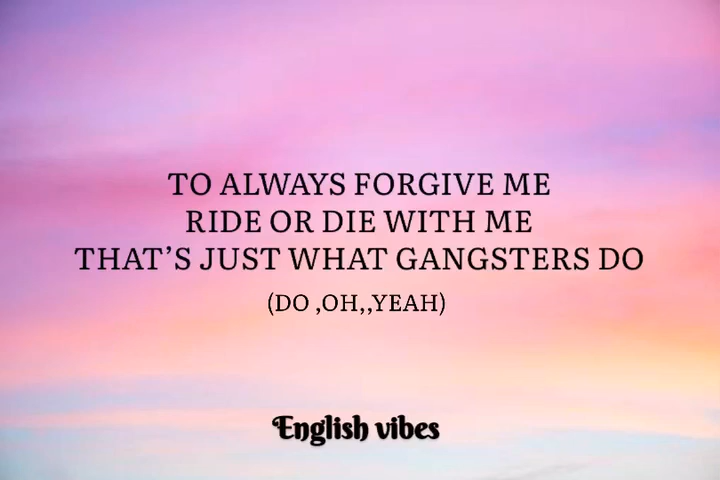 TO ALWAYS FORGIVE ME
RIDE OR DIE WITH ME
THAT’S JUST WHAT GANGSTERS DO
(DO ,OH,,YEAH)
English vibes